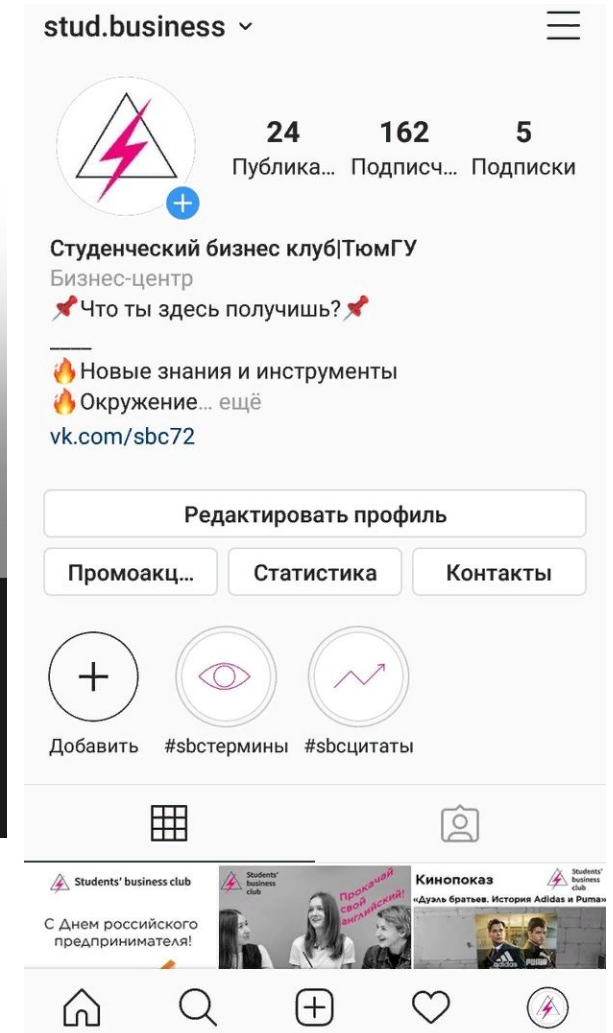 stud.business
24 162 5
Публика... Подписч... Подписки
Студенческий бизнес клуб|ТюмГУ
Бизнес-центр
📌Что ты здесь получишь?📌
____
🔥Новые знания и инструменты
🔥Окружение... ещё
vk.com/sbc72
Редактировать профиль
Промоакц... Статистика Контакты
Добавить #sbcтермины #sbcцитаты
Students' business club
С Днем российского
предпринимателя!
Students'
business
club
Прокачай
свой
английский!
Кинопоказ
Students'
business
club
«Дуэль братьев. История Adidas и Puma»
adidas PUMA